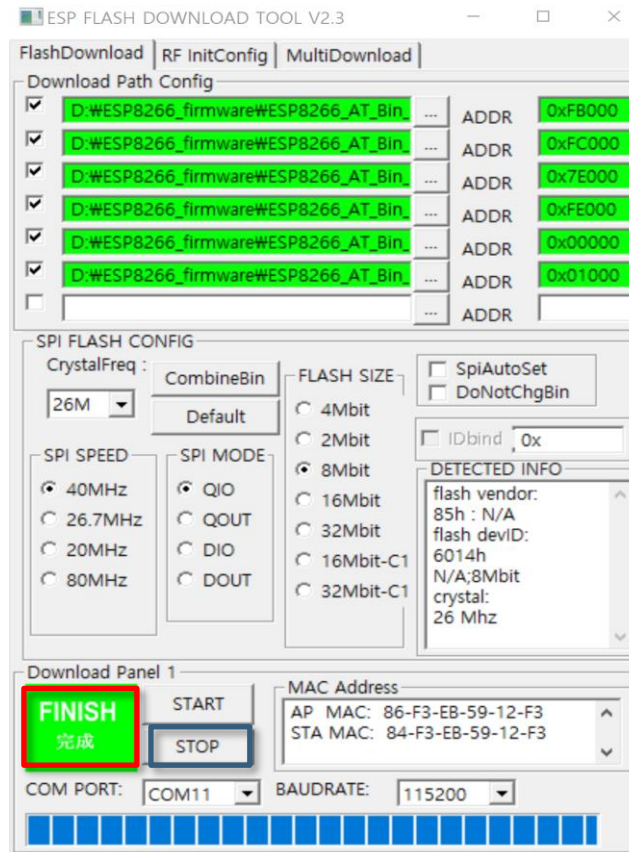 ESP FLASH DOWNLOAD TOOL V2.3
FlashDownload RF InitConfig MultiDownload
Download Path Config
D:₩ESP8266_firmware₩ESP8266_AT_Bin_ ... ADDR 0xFB000
D:₩ESP8266_firmware₩ESP8266_AT_Bin_ ... ADDR 0xFC000
D:₩ESP8266_firmware₩ESP8266_AT_Bin_ ... ADDR 0x7E000
D:₩ESP8266_firmware₩ESP8266_AT_Bin_ ... ADDR 0xFE000
D:₩ESP8266_firmware₩ESP8266_AT_Bin_ ... ADDR 0x00000
D:₩ESP8266_firmware₩ESP8266_AT_Bin_ ... ADDR 0x01000
... ADDR
SPI FLASH CONFIG
CrystalFreq :
26M
CombineBin
Default
SPI SPEED
40MHz
26.7MHz
20MHz
80MHz
SPI MODE
QIO
QOUT
DIO
DOUT
FLASH SIZE
4Mbit
2Mbit
8Mbit
16Mbit
32Mbit
16Mbit-C1
32Mbit-C1
SpiAutoSet
DoNotChgBin
IDbind 0x
DETECTED INFO
flash vendor:
85h : N/A
flash devID:
6014h
N/A;8Mbit
crystal:
26 Mhz
Download Panel 1
FINISH
完成
START
STOP
MAC Address
AP MAC: 86-F3-EB-59-12-F3
STA MAC: 84-F3-EB-59-12-F3
COM PORT: COM11 BAUDRATE: 115200